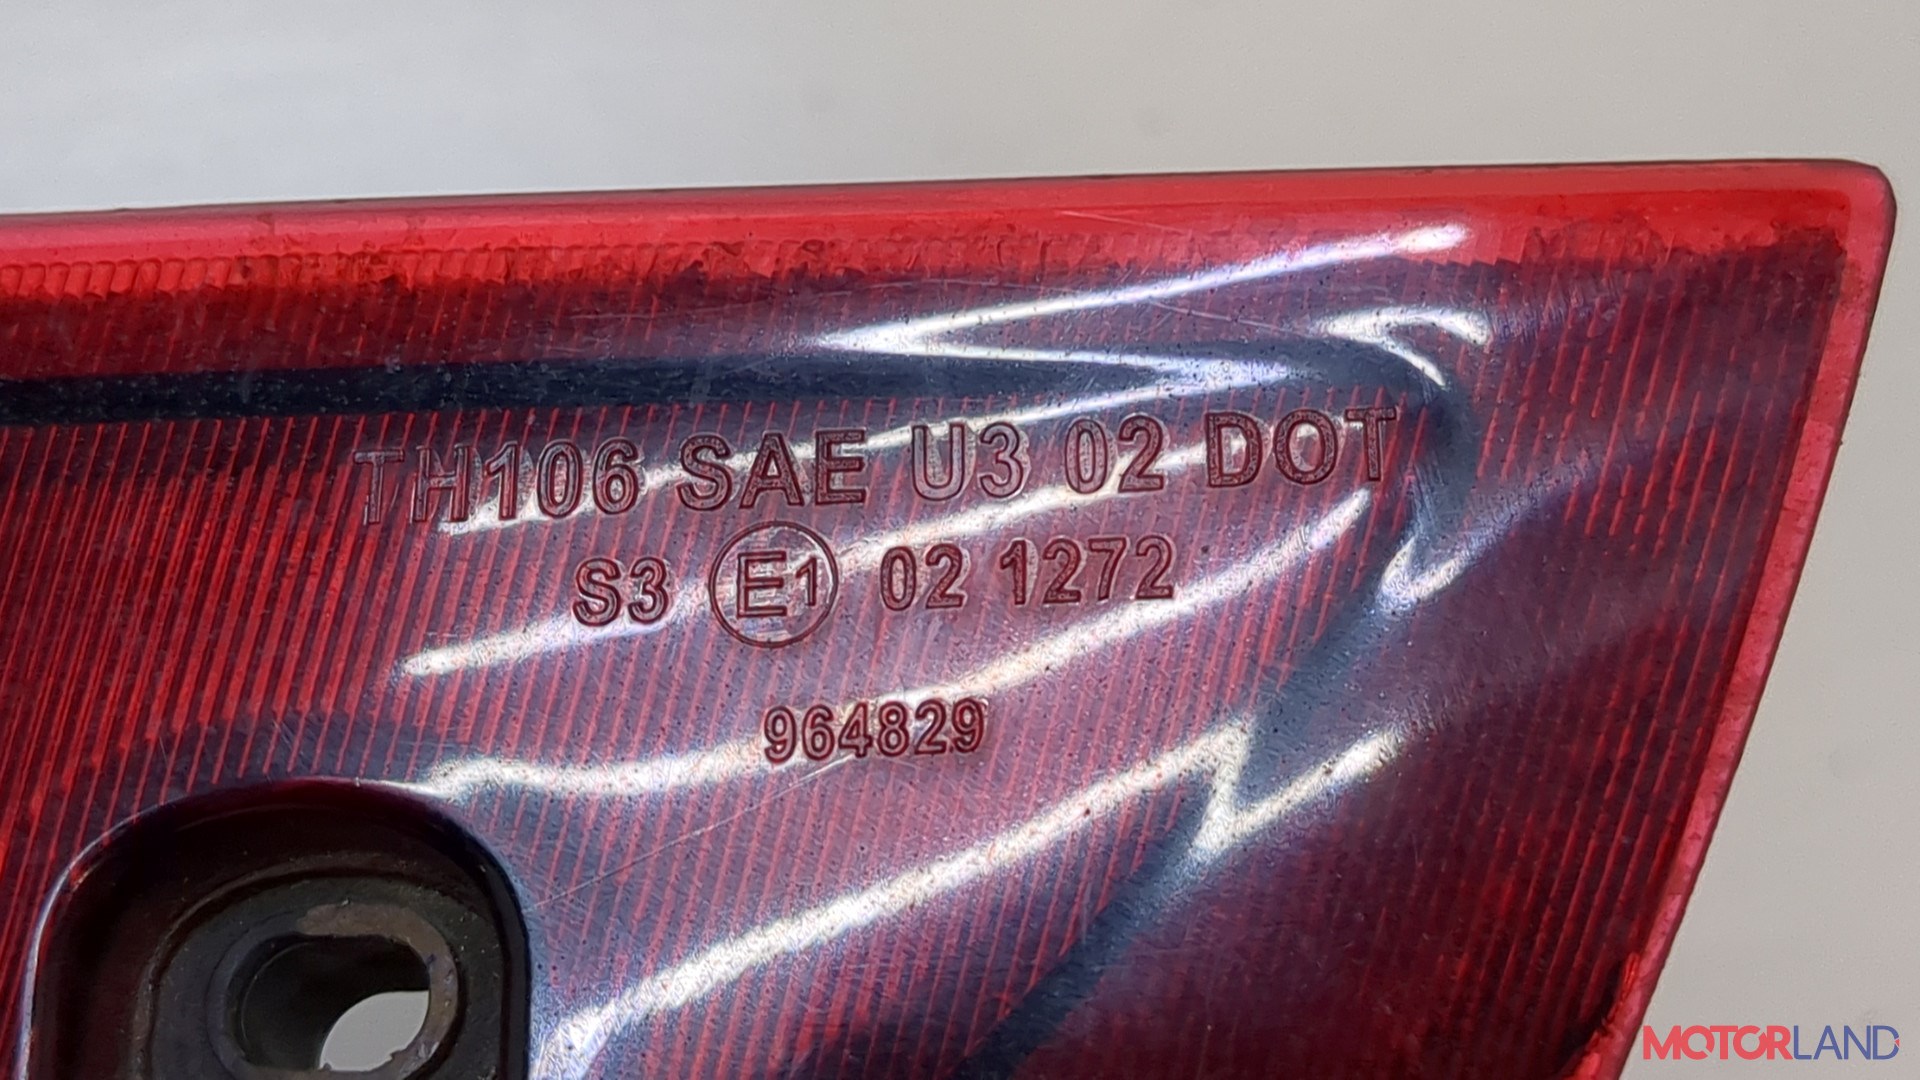 TH106 SAE U3 02 DOT
S3 E1 02 1272
964829
MOTORLAND